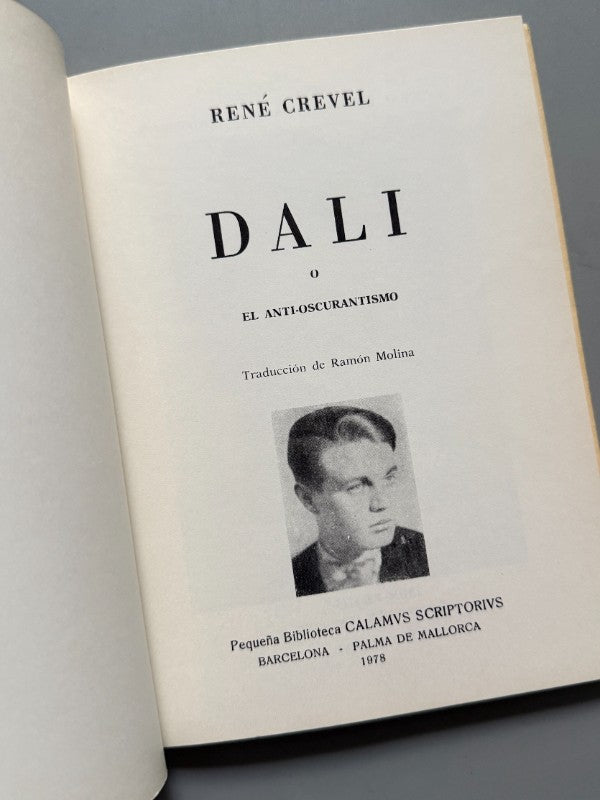 RENÉ CREVEL
DALI
O
EL ANTI-OSCURANTISMO
Traducción de Ramón Molina
Pequeña Biblioteca CALAMVS SCRIPTORIVS
BARCELONA - PALMA DE MALLORCA
1978